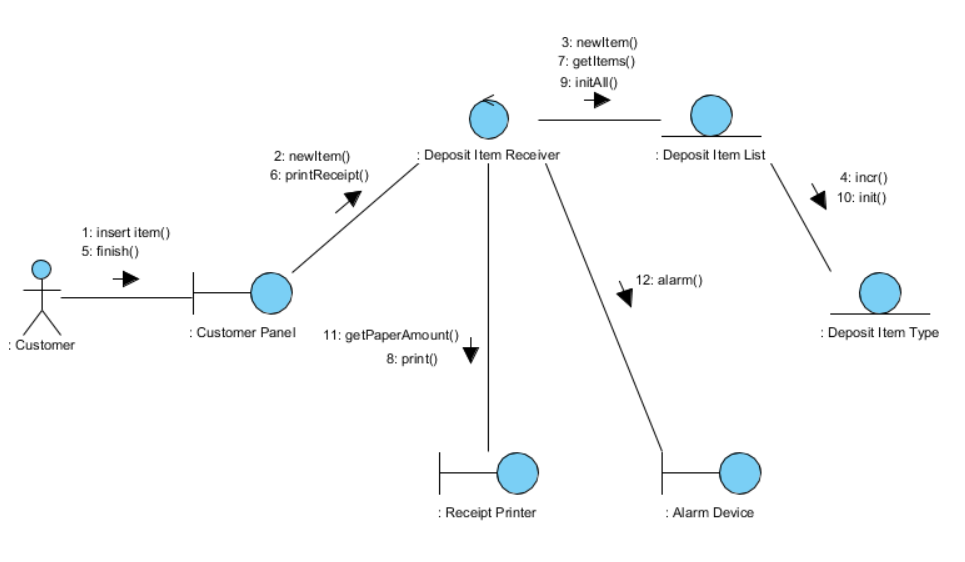 3: newItem()
7: getItems()
9: initAll()
: Deposit Item Receiver
: Deposit Item List
2: newItem()
6: printReceipt()
4: incr()
10: init()
1: insert item()
5: finish()
12: alarm()
: Customer
: Customer Panel
11: getPaperAmount()
8: print()
: Deposit Item Type
: Receipt Printer
: Alarm Device